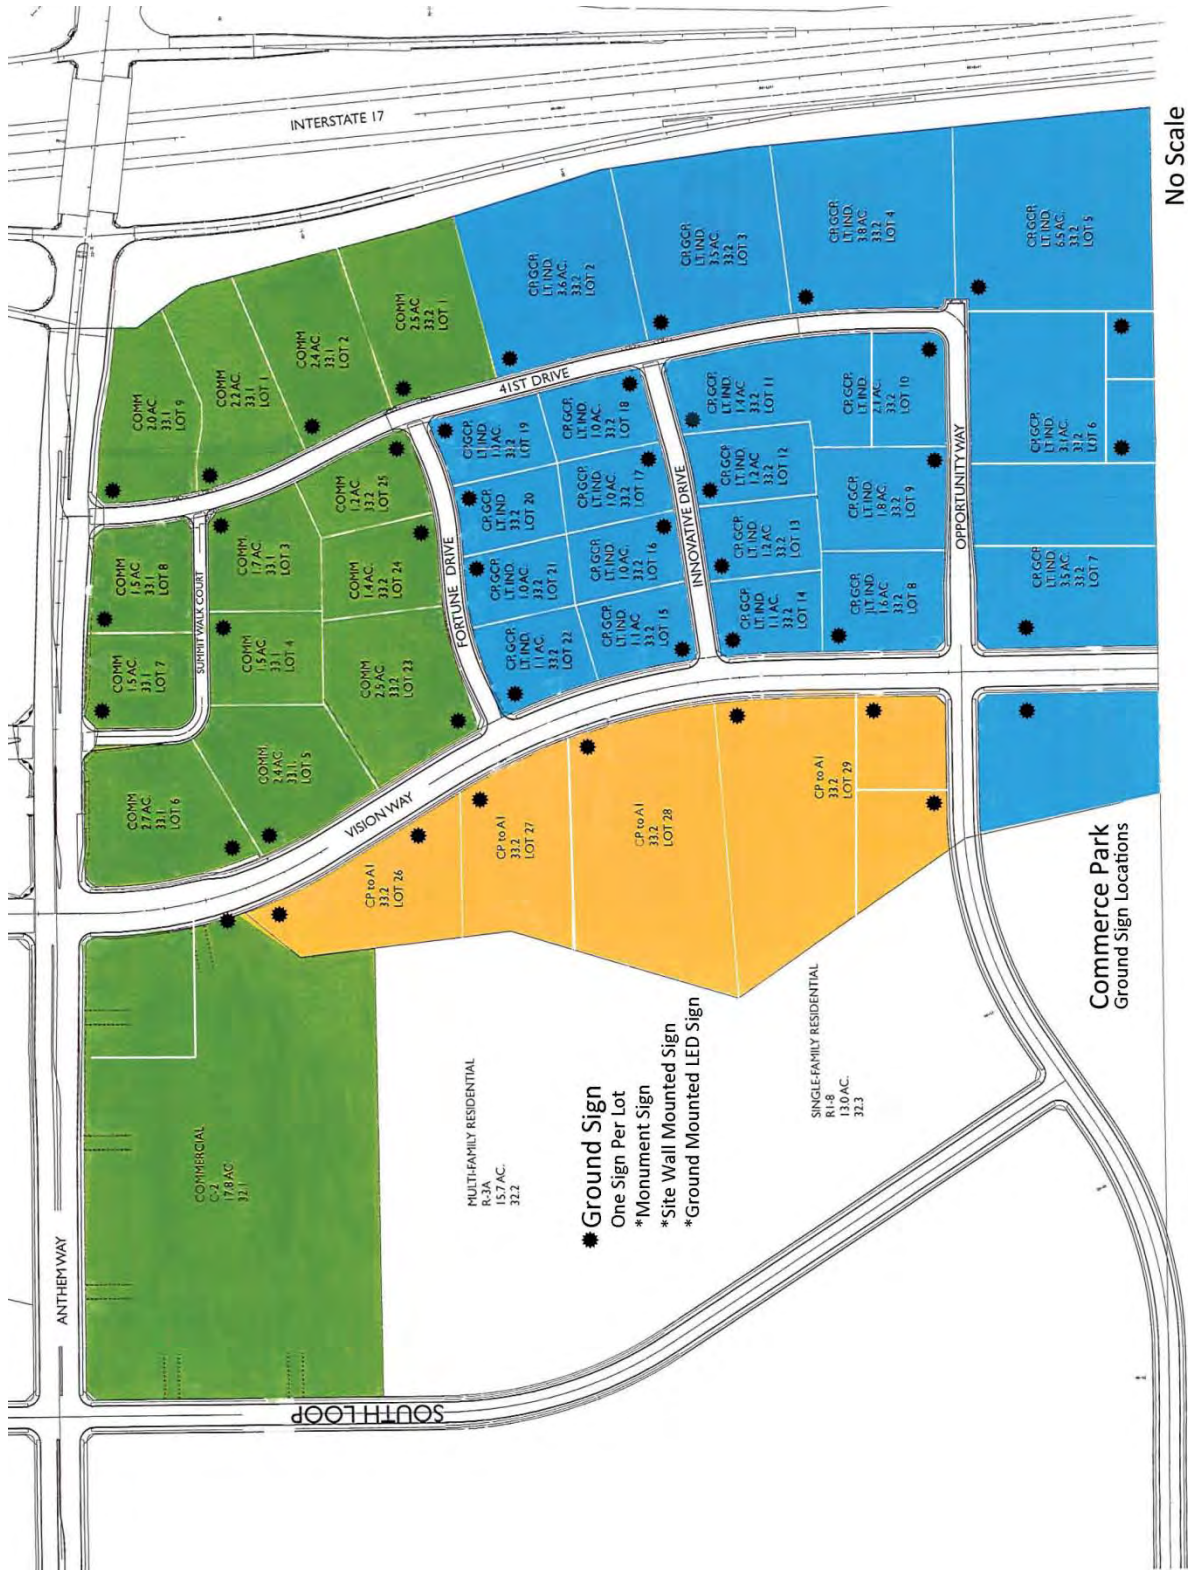 INTERSTATE 17
No Scale
COMM
2.0 AC.
33.1
LOT 9
COMM
2.2 AC.
33.1
LOT 1
COMM
2.4 AC.
33.1
LOT 2
COMM
2.5 AC
33.2
LOT 1
CP, GCP,
LT. IND.
3.6 AC.
33.2
LOT 2
CP, GCP,
LT. IND.
3.5 AC.
33.2
LOT 3
CP, GCP,
LT. IND.
3.8 AC.
33.2
LOT 4
CP, GCP,
LT. IND.
6.5 AC.
33.2
LOT 5
41ST DRIVE
COMM
1.5 AC
33.1
LOT 8
COMM
1.5 AC.
33.1
LOT 7
SUMMIT WALK COURT
COMM.
1.7 AC.
33.1
LOT 3
COMM
1.2 AC.
33.2
LOT 25
COMM
1.5 AC.
33.1
LOT 4
COMM
1.4 AC.
33.2
LOT 24
COMM
2.5 AC
33.2
LOT 23
COMM
2.7 AC.
33.1
LOT 6
COMM.
2.4 AC.
33.1.
LOT 5
FORTUNE DRIVE
CP, GCP,
LT. IND.
33.2
LOT 19
CP, GCP,
LT. IND.
1.0 AC.
33.2
LOT 18
CP, GCP,
LT. IND.
33.2
LOT 20
CP, GCP,
LT. IND.
1.0 AC.
33.2
LOT 17
CP, GCP,
LT. IND.
1.0 AC.
33.2
LOT 21
CP, GCP,
LT. IND.
1.0 AC.
33.2
LOT 16
CP, GCP,
LT. IND.
1.1 AC.
33.2
LOT 22
CP, GCP,
LT. IND.
1.1 AC
33.2
LOT 15
INNOVATIVE DRIVE
CP, GCP,
LT. IND.
1.4 AC
33.2
LOT 11
CP, GCP,
LT. IND.
2.1 AC.
33.2
LOT 10
CP, GCP,
LT. IND.
1.2 AC
33.2
LOT 12
CP, GCP,
LT. IND.
1.2 AC
33.2
LOT 13
CP, GCP,
LT. IND.
1.8 AC.
33.2
LOT 9
CP, GCP,
LT. IND.
1.1 AC.
33.2
LOT 14
CP, GCP,
LT. IND.
1.6 AC
33.2
LOT 8
OPPORTUNITY WAY
CP, GCP,
LT. IND.
3.1 AC.
33.2
LOT 6
CP, GCP
LT. IND.
3.5 AC.
33.2
LOT 7
VISION WAY
CP to A1
33.2
LOT 26
CP to A1
33.2
LOT 27
CP to A1
33.2
LOT 28
CP to A1
33.2
LOT 29
Commerce Park
Ground Sign Locations
ANTHEM WAY
COMMERCIAL
C-2
17.8 AC
32.1
MULTI-FAMILY RESIDENTIAL
R-3A
15.7 AC.
32.2
SINGLE-FAMILY RESIDENTIAL
R1-8
13.0 AC.
32.3
Ground Sign
One Sign Per Lot
*Monument Sign
*Site Wall Mounted Sign
*Ground Mounted LED Sign
SOUTH LOOP